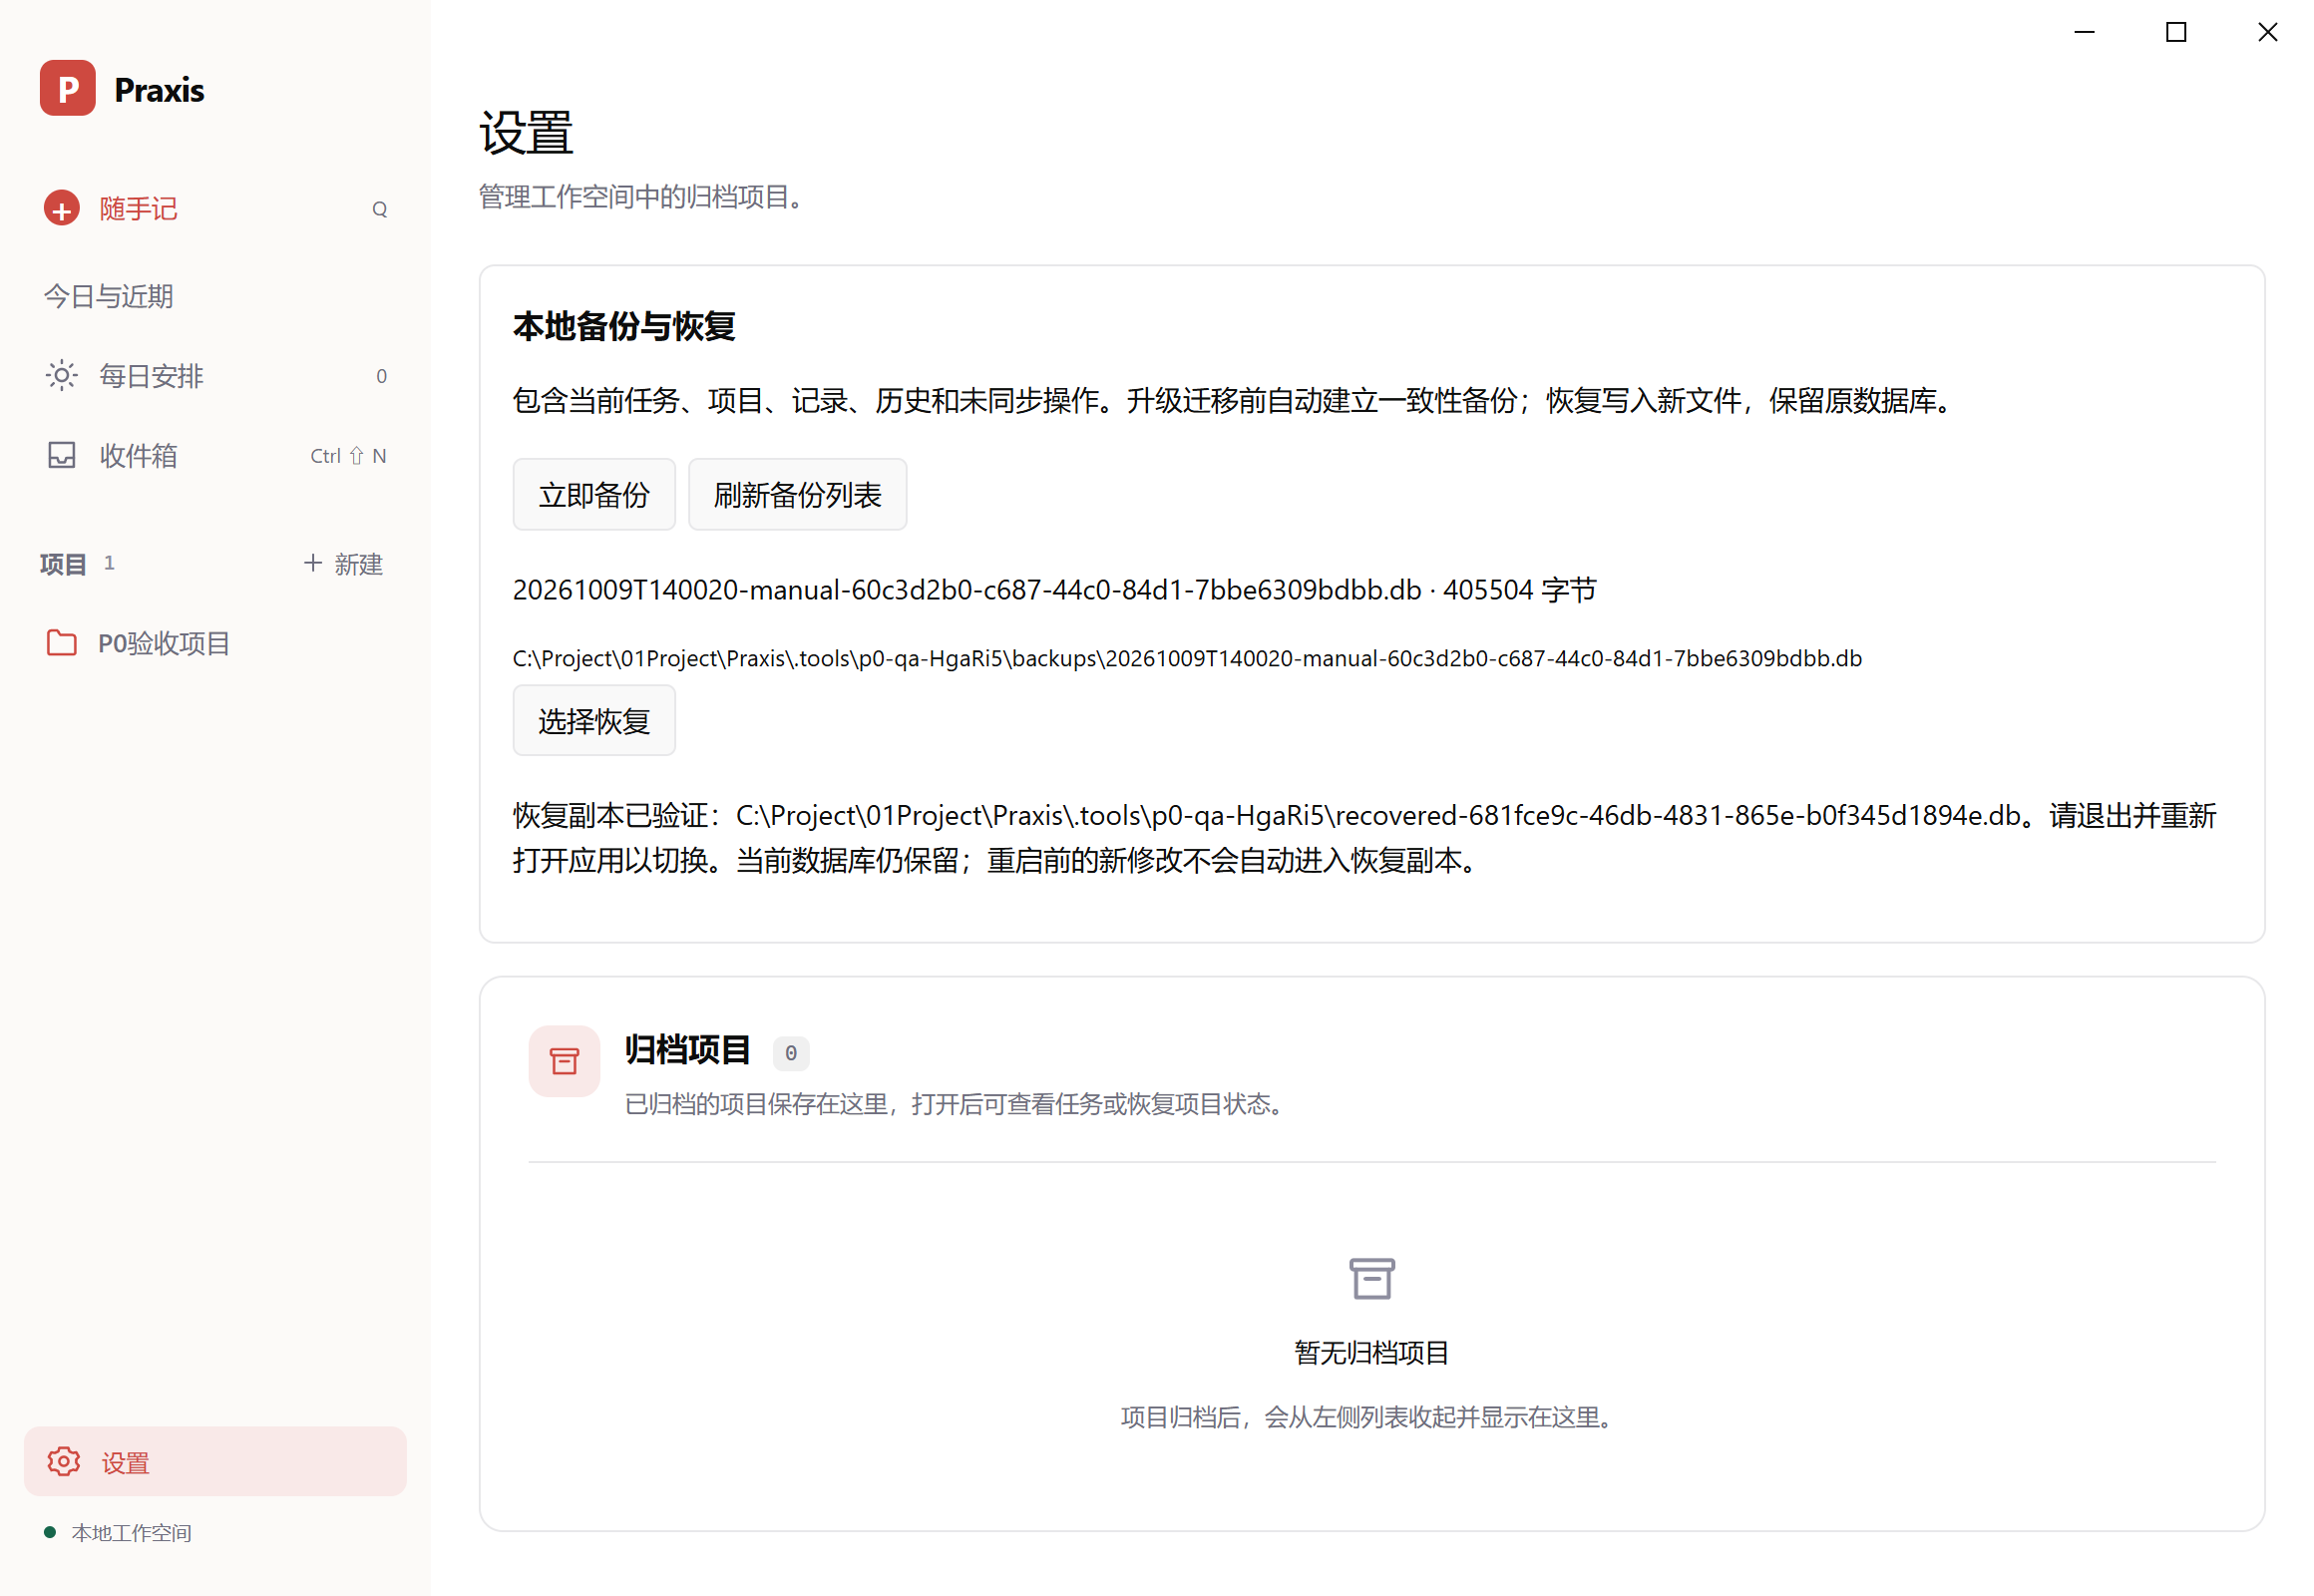 P Praxis
随手记 Q
今日与近期
每日安排 0
收件箱 Ctrl ⇧ N
项目 1 + 新建
P0验收项目
设置
本地工作空间
设置
管理工作空间中的归档项目。
本地备份与恢复
包含当前任务、项目、记录、历史和未同步操作。升级迁移前自动建立一致性备份；恢复写入新文件，保留原数据库。
立即备份 刷新备份列表
20261009T140020-manual-60c3d2b0-c687-44c0-84d1-7bbe6309bdbb.db · 405504 字节
C:\Project\01Project\Praxis\.tools\p0-qa-HgaRi5\backups\20261009T140020-manual-60c3d2b0-c687-44c0-84d1-7bbe6309bdbb.db
选择恢复
恢复副本已验证：C:\Project\01Project\Praxis\.tools\p0-qa-HgaRi5\recovered-681fce9c-46db-4831-865e-b0f345d1894e.db。请退出并重新
打开应用以切换。当前数据库仍保留；重启前的新修改不会自动进入恢复副本。
归档项目 0
已归档的项目保存在这里，打开后可查看任务或恢复项目状态。
暂无归档项目
项目归档后，会从左侧列表收起并显示在这里。